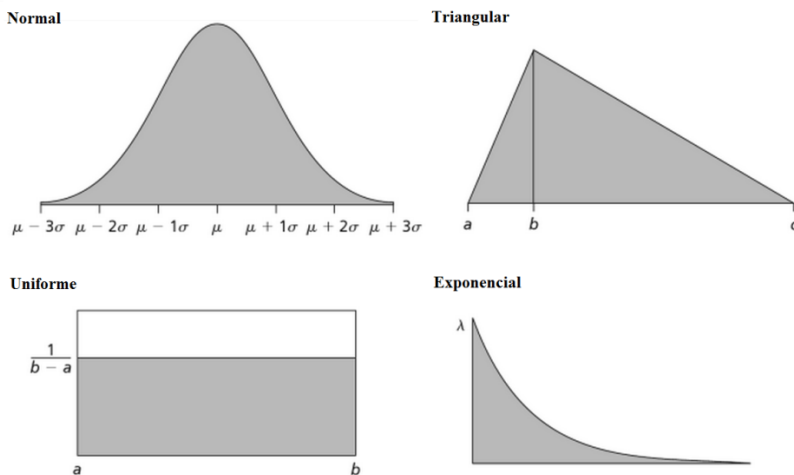 Normal
μ − 3σ μ − 2σ μ − 1σ μ μ + 1σ μ + 2σ μ + 3σ
Triangular
a b
Uniforme
1
b − a
a b
Exponencial
λ